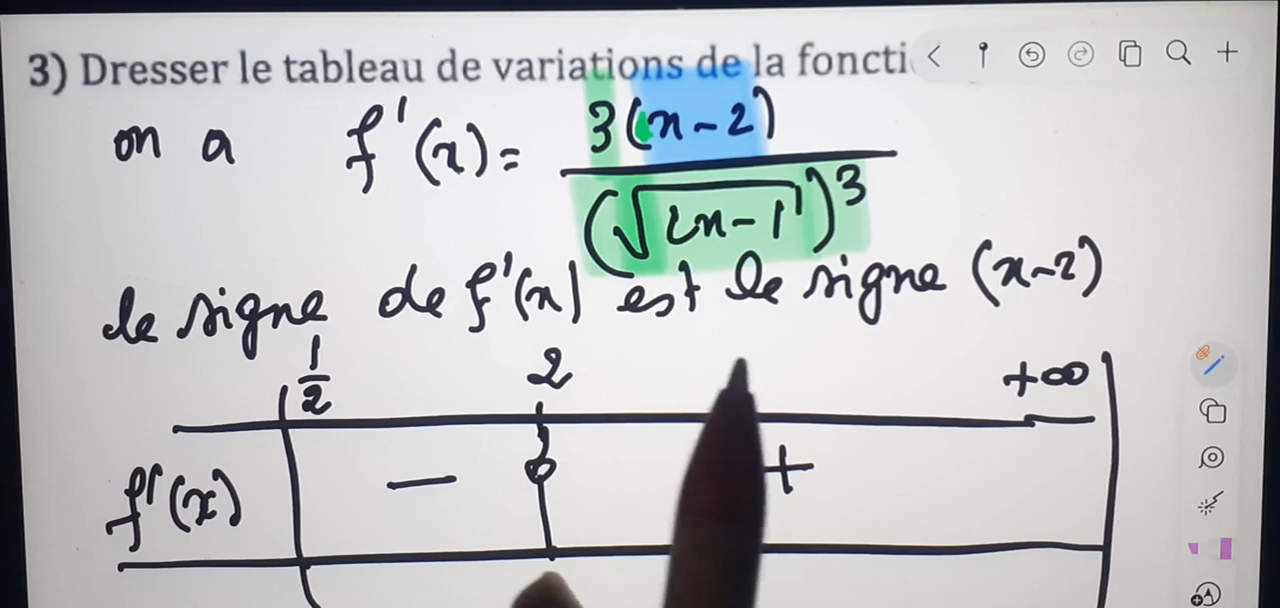 3) Dresser le tableau de variations de la foncti
on a f'(x) = 3(x-2) / (√2x-1)³
le signe de f'(x) est le signe (x-2)
1/2 2 +∞
f'(x) − 0 +